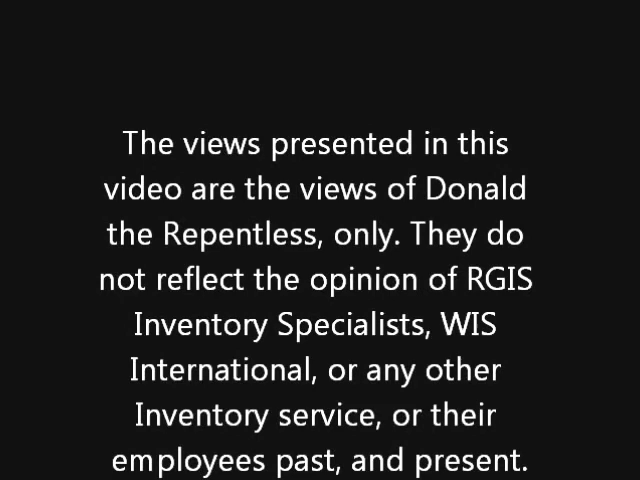 The views presented in this
video are the views of Donald
the Repentless, only. They do
not reflect the opinion of RGIS
Inventory Specialists, WIS
International, or any other
Inventory service, or their
employees past, and present.